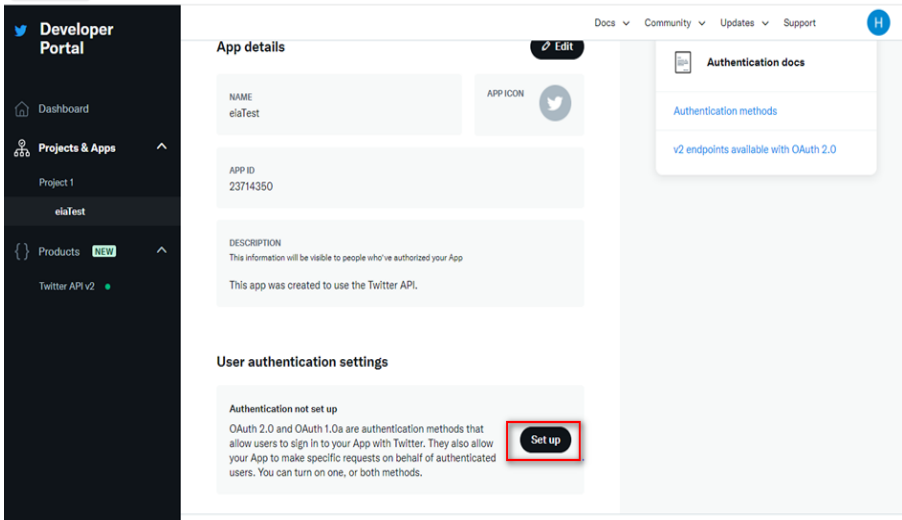 Developer
Portal
Docs
Community
Updates
Support
H
Dashboard
Projects & Apps
Project 1
eiaTest
Products NEW
Twitter API v2
App details
Edit
NAME
eiaTest
APP ICON
APP ID
23714350
DESCRIPTION
This information will be visible to people who've authorized your App
This app was created to use the Twitter API.
User authentication settings
Authentication not set up
OAuth 2.0 and OAuth 1.0a are authentication methods that
allow users to sign in to your App with Twitter. They also allow
your App to make specific requests on behalf of authenticated
users. You can turn on one, or both methods.
Set up
Authentication docs
Authentication methods
v2 endpoints available with OAuth 2.0